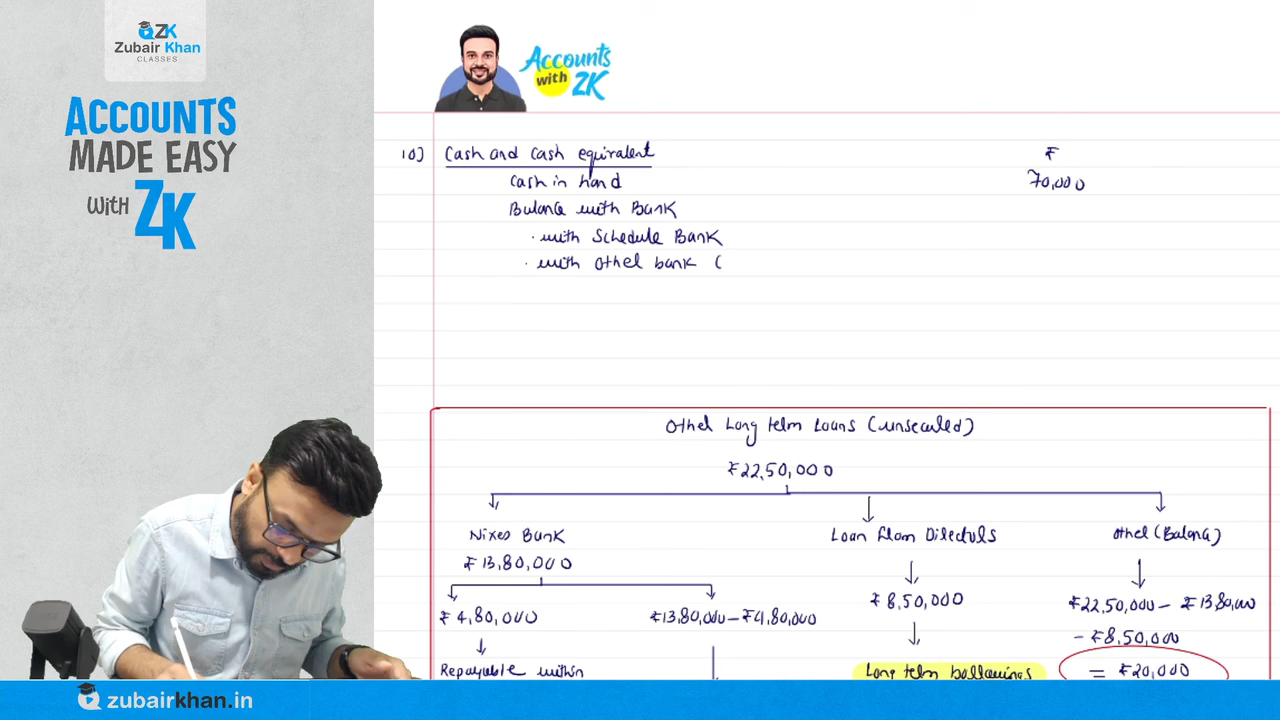 ZK
Zubair Khan
CLASSES
ACCOUNTS
MADE EASY
WITH ZK
Accounts
with ZK
10) Cash and Cash equivalent ₹
Cash in hand 70,000
Balance with Bank
· with Schedule Bank
· with Other bank (
Other Long term Loans (unsecured)
₹22,50,000
Nixes Bank Loan from Directors Other (Balance)
₹13,80,000
₹4,80,000 ₹13,80,000 – ₹4,80,000 ₹8,50,000 ₹22,50,000 – ₹13,80,000
– ₹8,50,000
Repayable within Long term borrowings = ₹20,000
zubairkhan.in